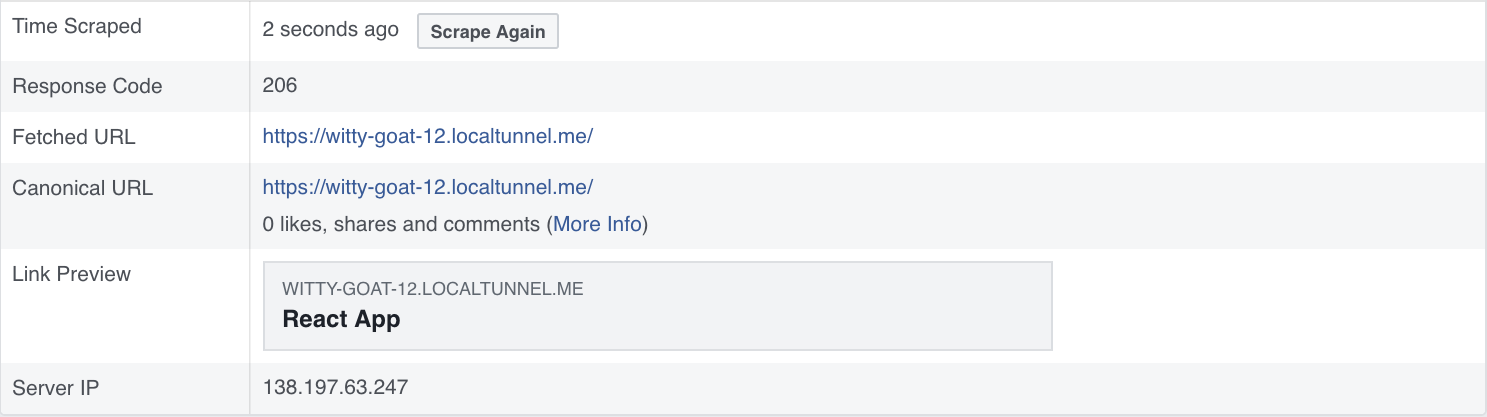 Time Scraped 2 seconds ago Scrape Again
Response Code 206
Fetched URL https://witty-goat-12.localtunnel.me/
Canonical URL https://witty-goat-12.localtunnel.me/
0 likes, shares and comments (More Info)
Link Preview
WITTY-GOAT-12.LOCALTUNNEL.ME
React App
Server IP 138.197.63.247